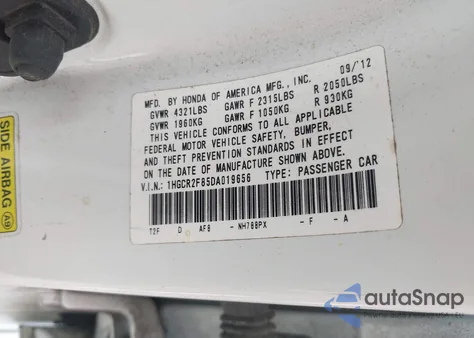 MFD. BY HONDA OF AMERICA MFG., INC. 09/'12
GVWR 4321LBS GAWR F 2315LBS R 2050LBS
GVWR 1960KG GAWR F 1050KG R 930KG
THIS VEHICLE CONFORMS TO ALL APPLICABLE
FEDERAL MOTOR VEHICLE SAFETY, BUMPER,
AND THEFT PREVENTION STANDARDS IN EFFECT
ON THE DATE OF MANUFACTURE SHOWN ABOVE.
V.I.N.: 1HGCR2F85DA019656 TYPE: PASSENGER CAR
T2F D AF8 - NH788PX - F - A
SIDE AIRBAG
A9
autoSnap